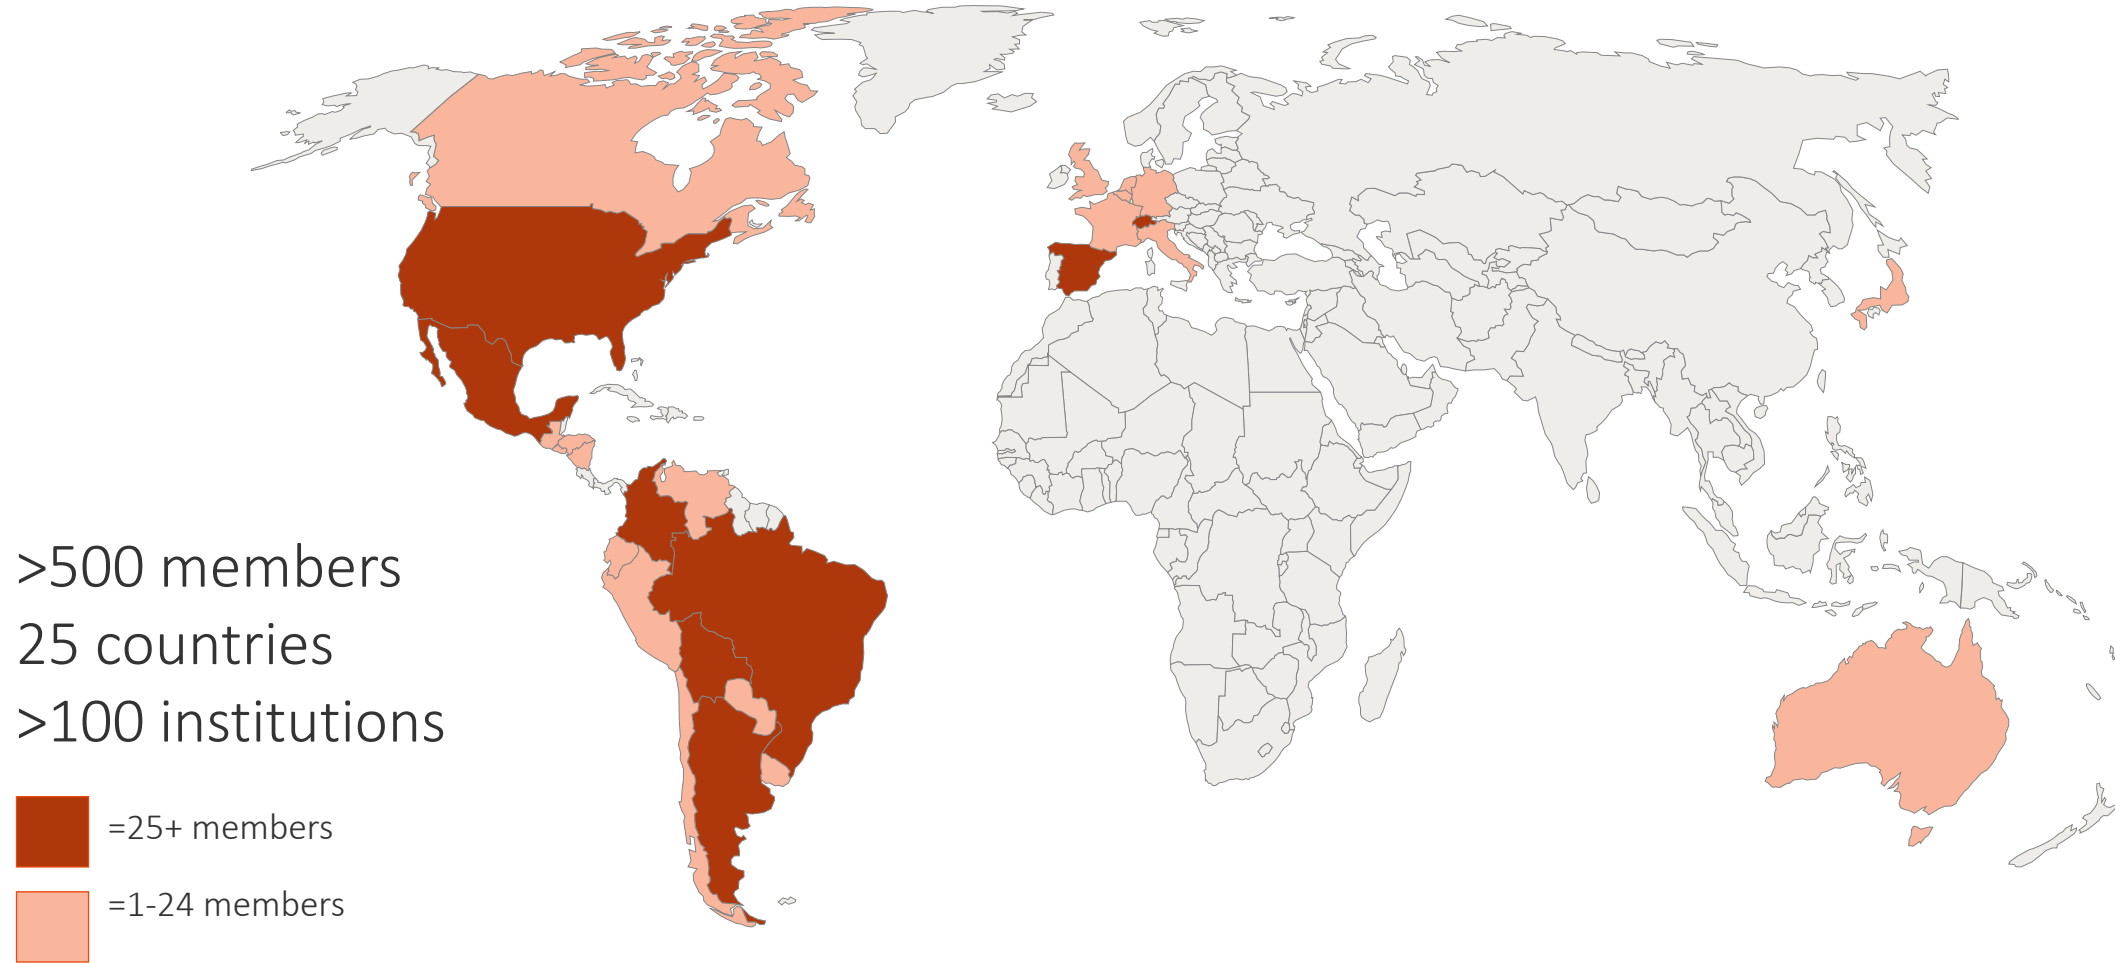 >500 members
25 countries
>100 institutions
=25+ members
=1-24 members